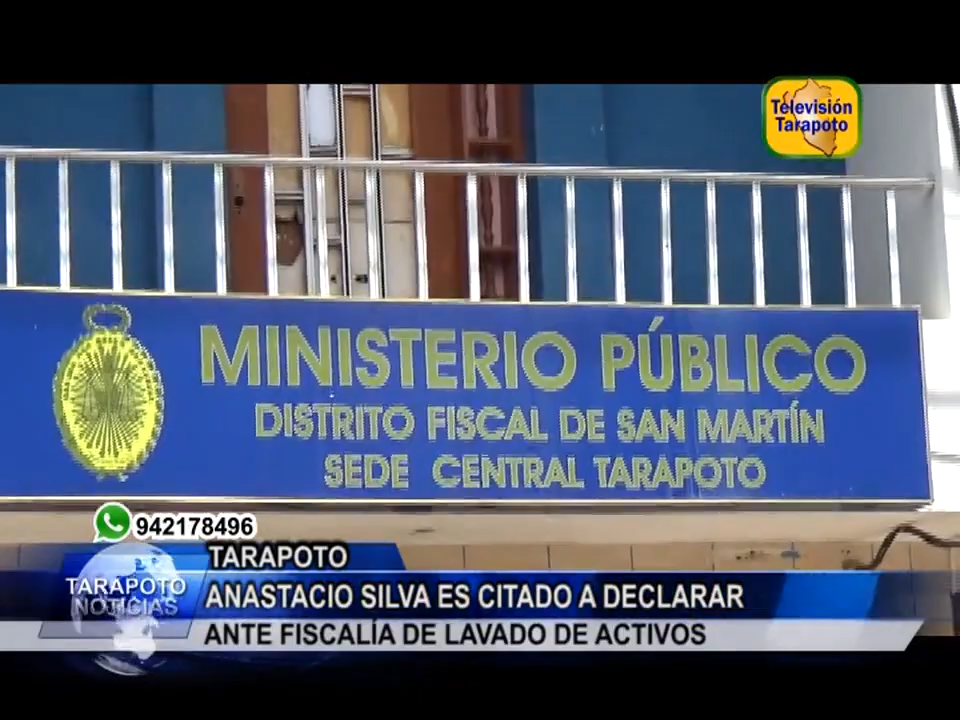 Televisión
Tarapoto
MINISTERIO PÚBLICO
DISTRITO FISCAL DE SAN MARTÍN
SEDE CENTRAL TARAPOTO
942178496
TARAPOTO
NOTICIAS
TARAPOTO
ANASTACIO SILVA ES CITADO A DECLARAR
ANTE FISCALÍA DE LAVADO DE ACTIVOS